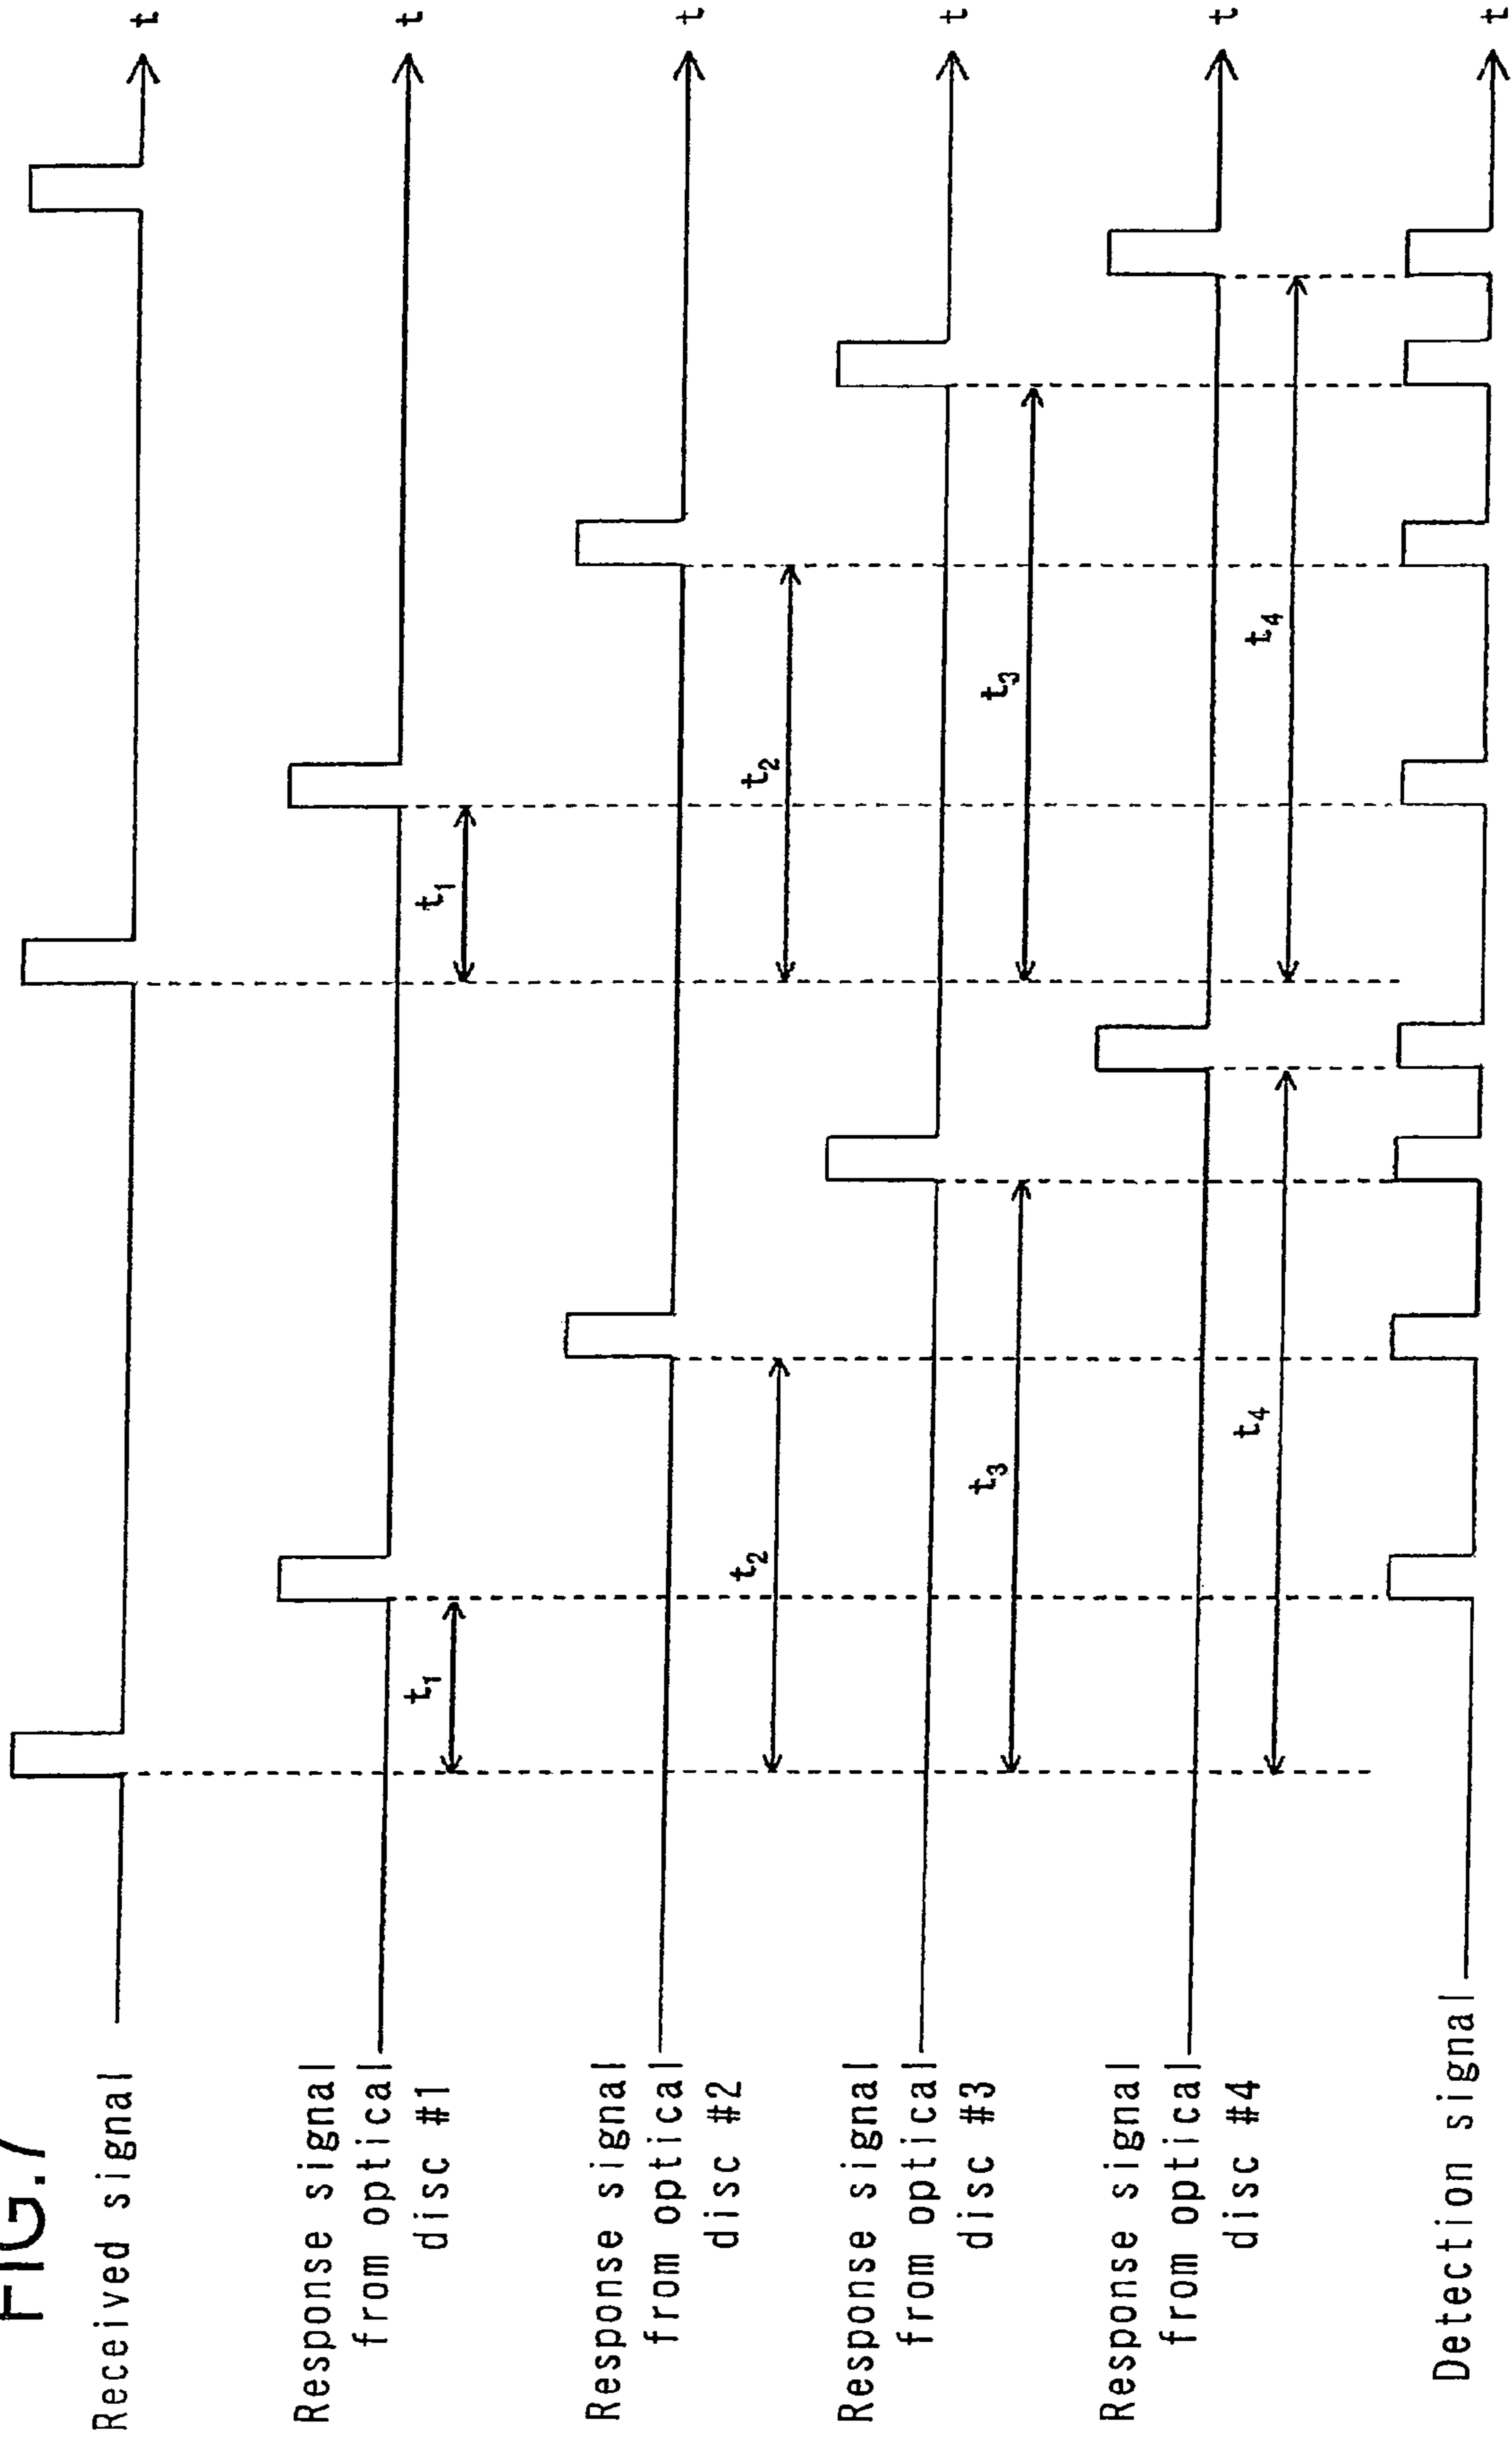 FIG.7
Received signal
t
Response signal
from optical
disc #1
t
t1
t1
Response signal
from optical
disc #2
t
t2
t2
Response signal
from optical
disc #3
t
t3
t3
Response signal
from optical
disc #4
t
t4
t4
Detection signal
t